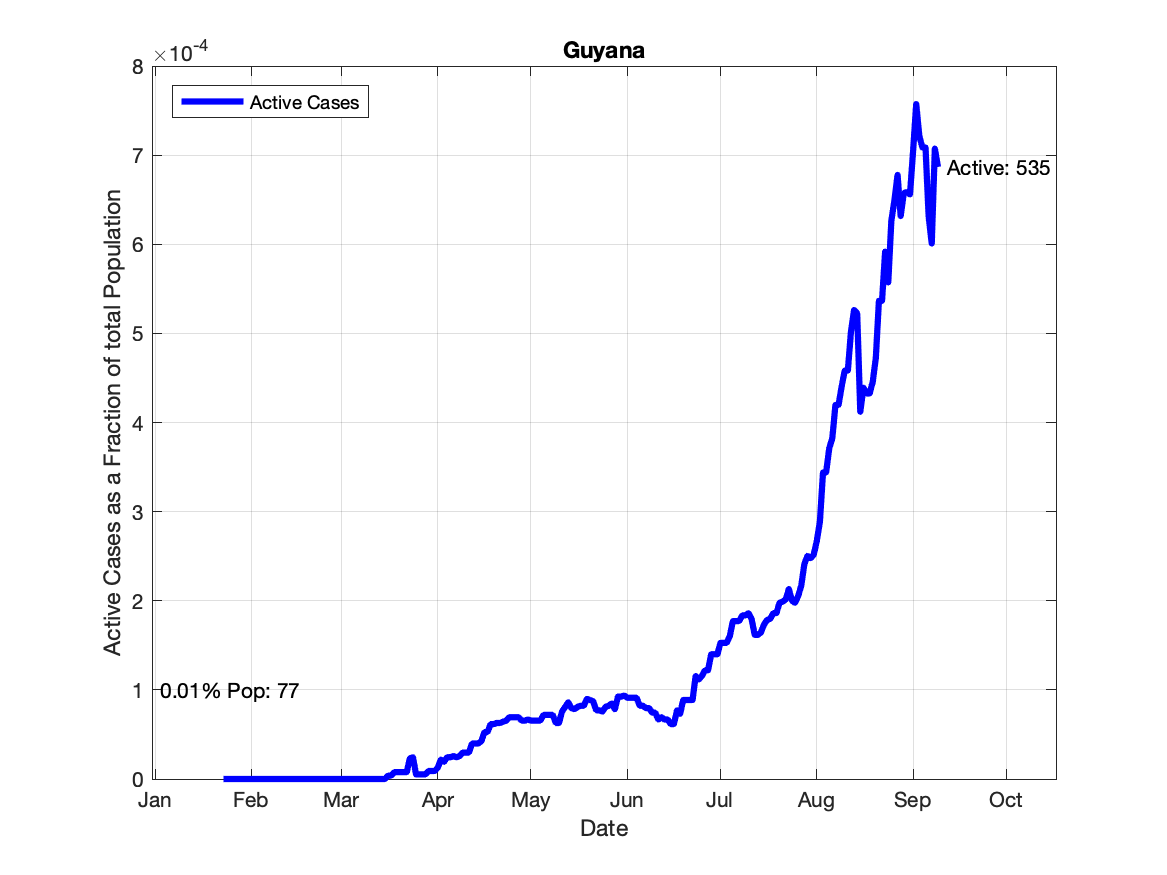 Guyana
×10-4
8
7
6
5
4
3
2
1
0
Active Cases as a Fraction of total Population
Active Cases
Active: 535
0.01% Pop: 77
Jan Feb Mar Apr May Jun Jul Aug Sep Oct
Date